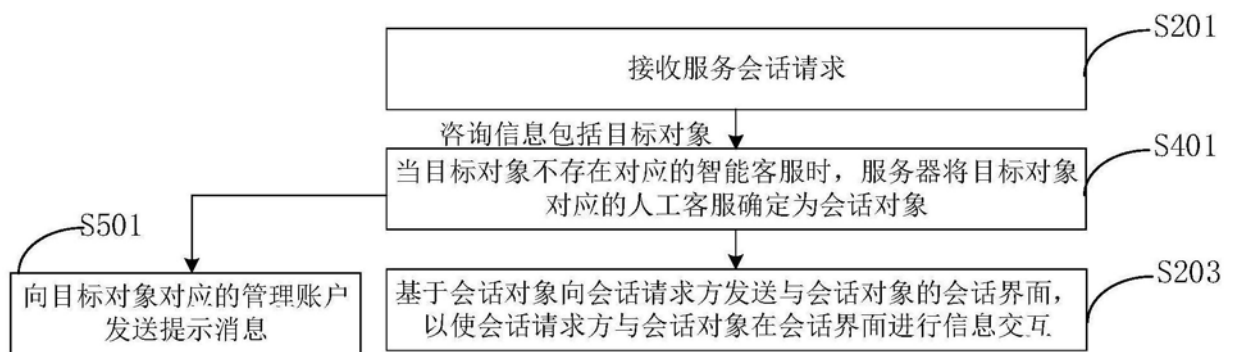 S201
接收服务会话请求
咨询信息包括目标对象
S401
当目标对象不存在对应的智能客服时，服务器将目标对象
对应的人工客服确定为会话对象
S501
向目标对象对应的管理账户
发送提示消息
S203
基于会话对象向会话请求方发送与会话对象的会话界面，
以使会话请求方与会话对象在会话界面进行信息交互